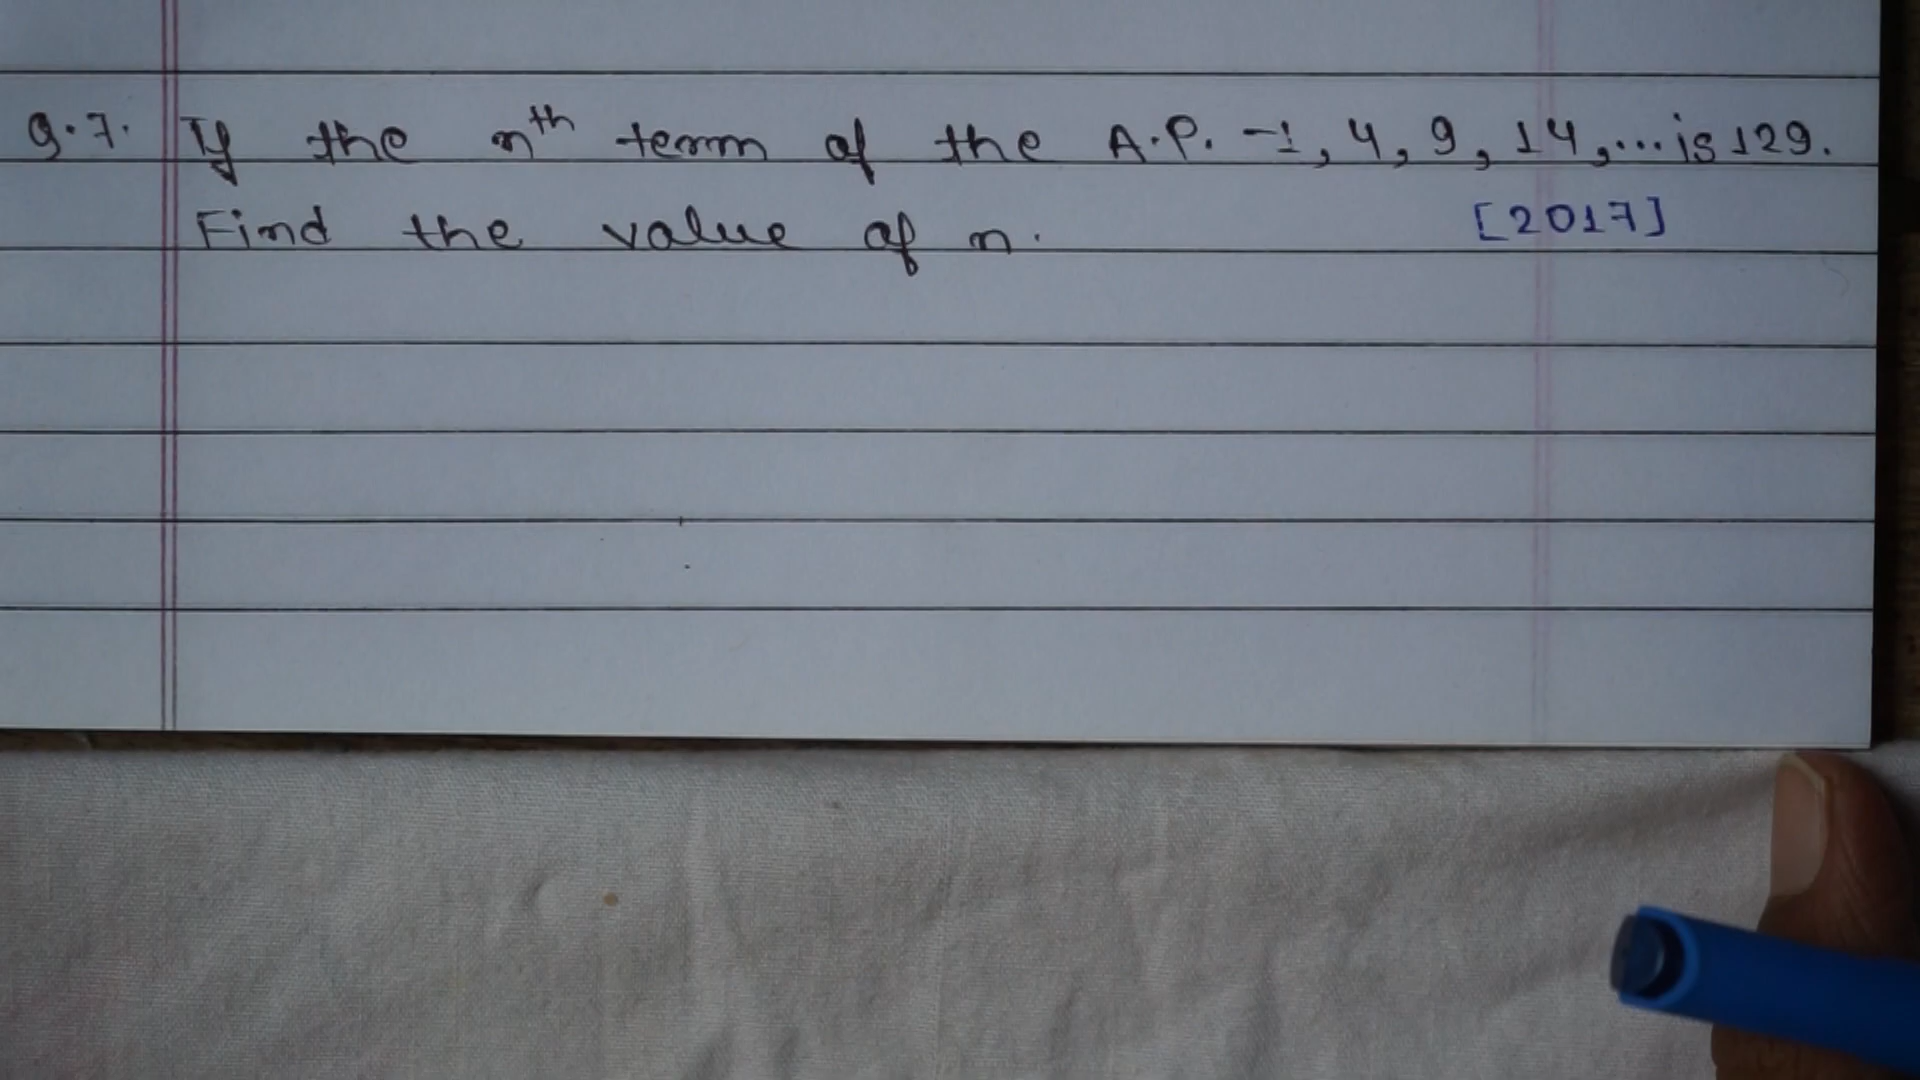 Q.7. If the nth term of the A.P. -1, 4, 9, 14,... is 129.
Find the value of n. [2017]